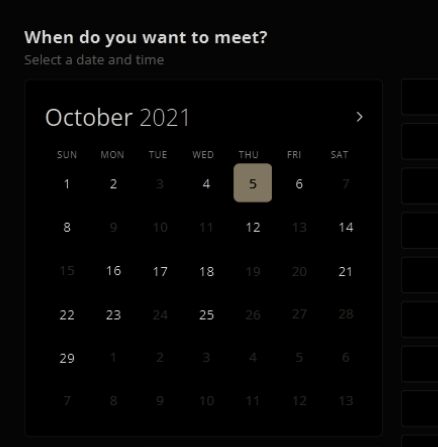 When do you want to meet?
Select a date and time
October 2021 >
SUN MON TUE WED THU FRI SAT
1 2 3 4 5 6 7
8 9 10 11 12 13 14
15 16 17 18 19 20 21
22 23 24 25 26 27 28
29 1 2 3 4 5 6
7 8 9 10 11 12 13